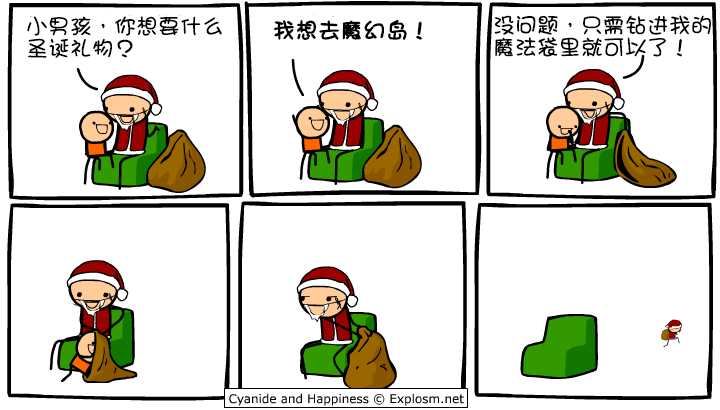 小男孩，你想要什么
圣诞礼物？
我想去魔幻岛！
没问题，只需钻进我的
魔法袋里就可以了！
Cyanide and Happiness © Explosm.net